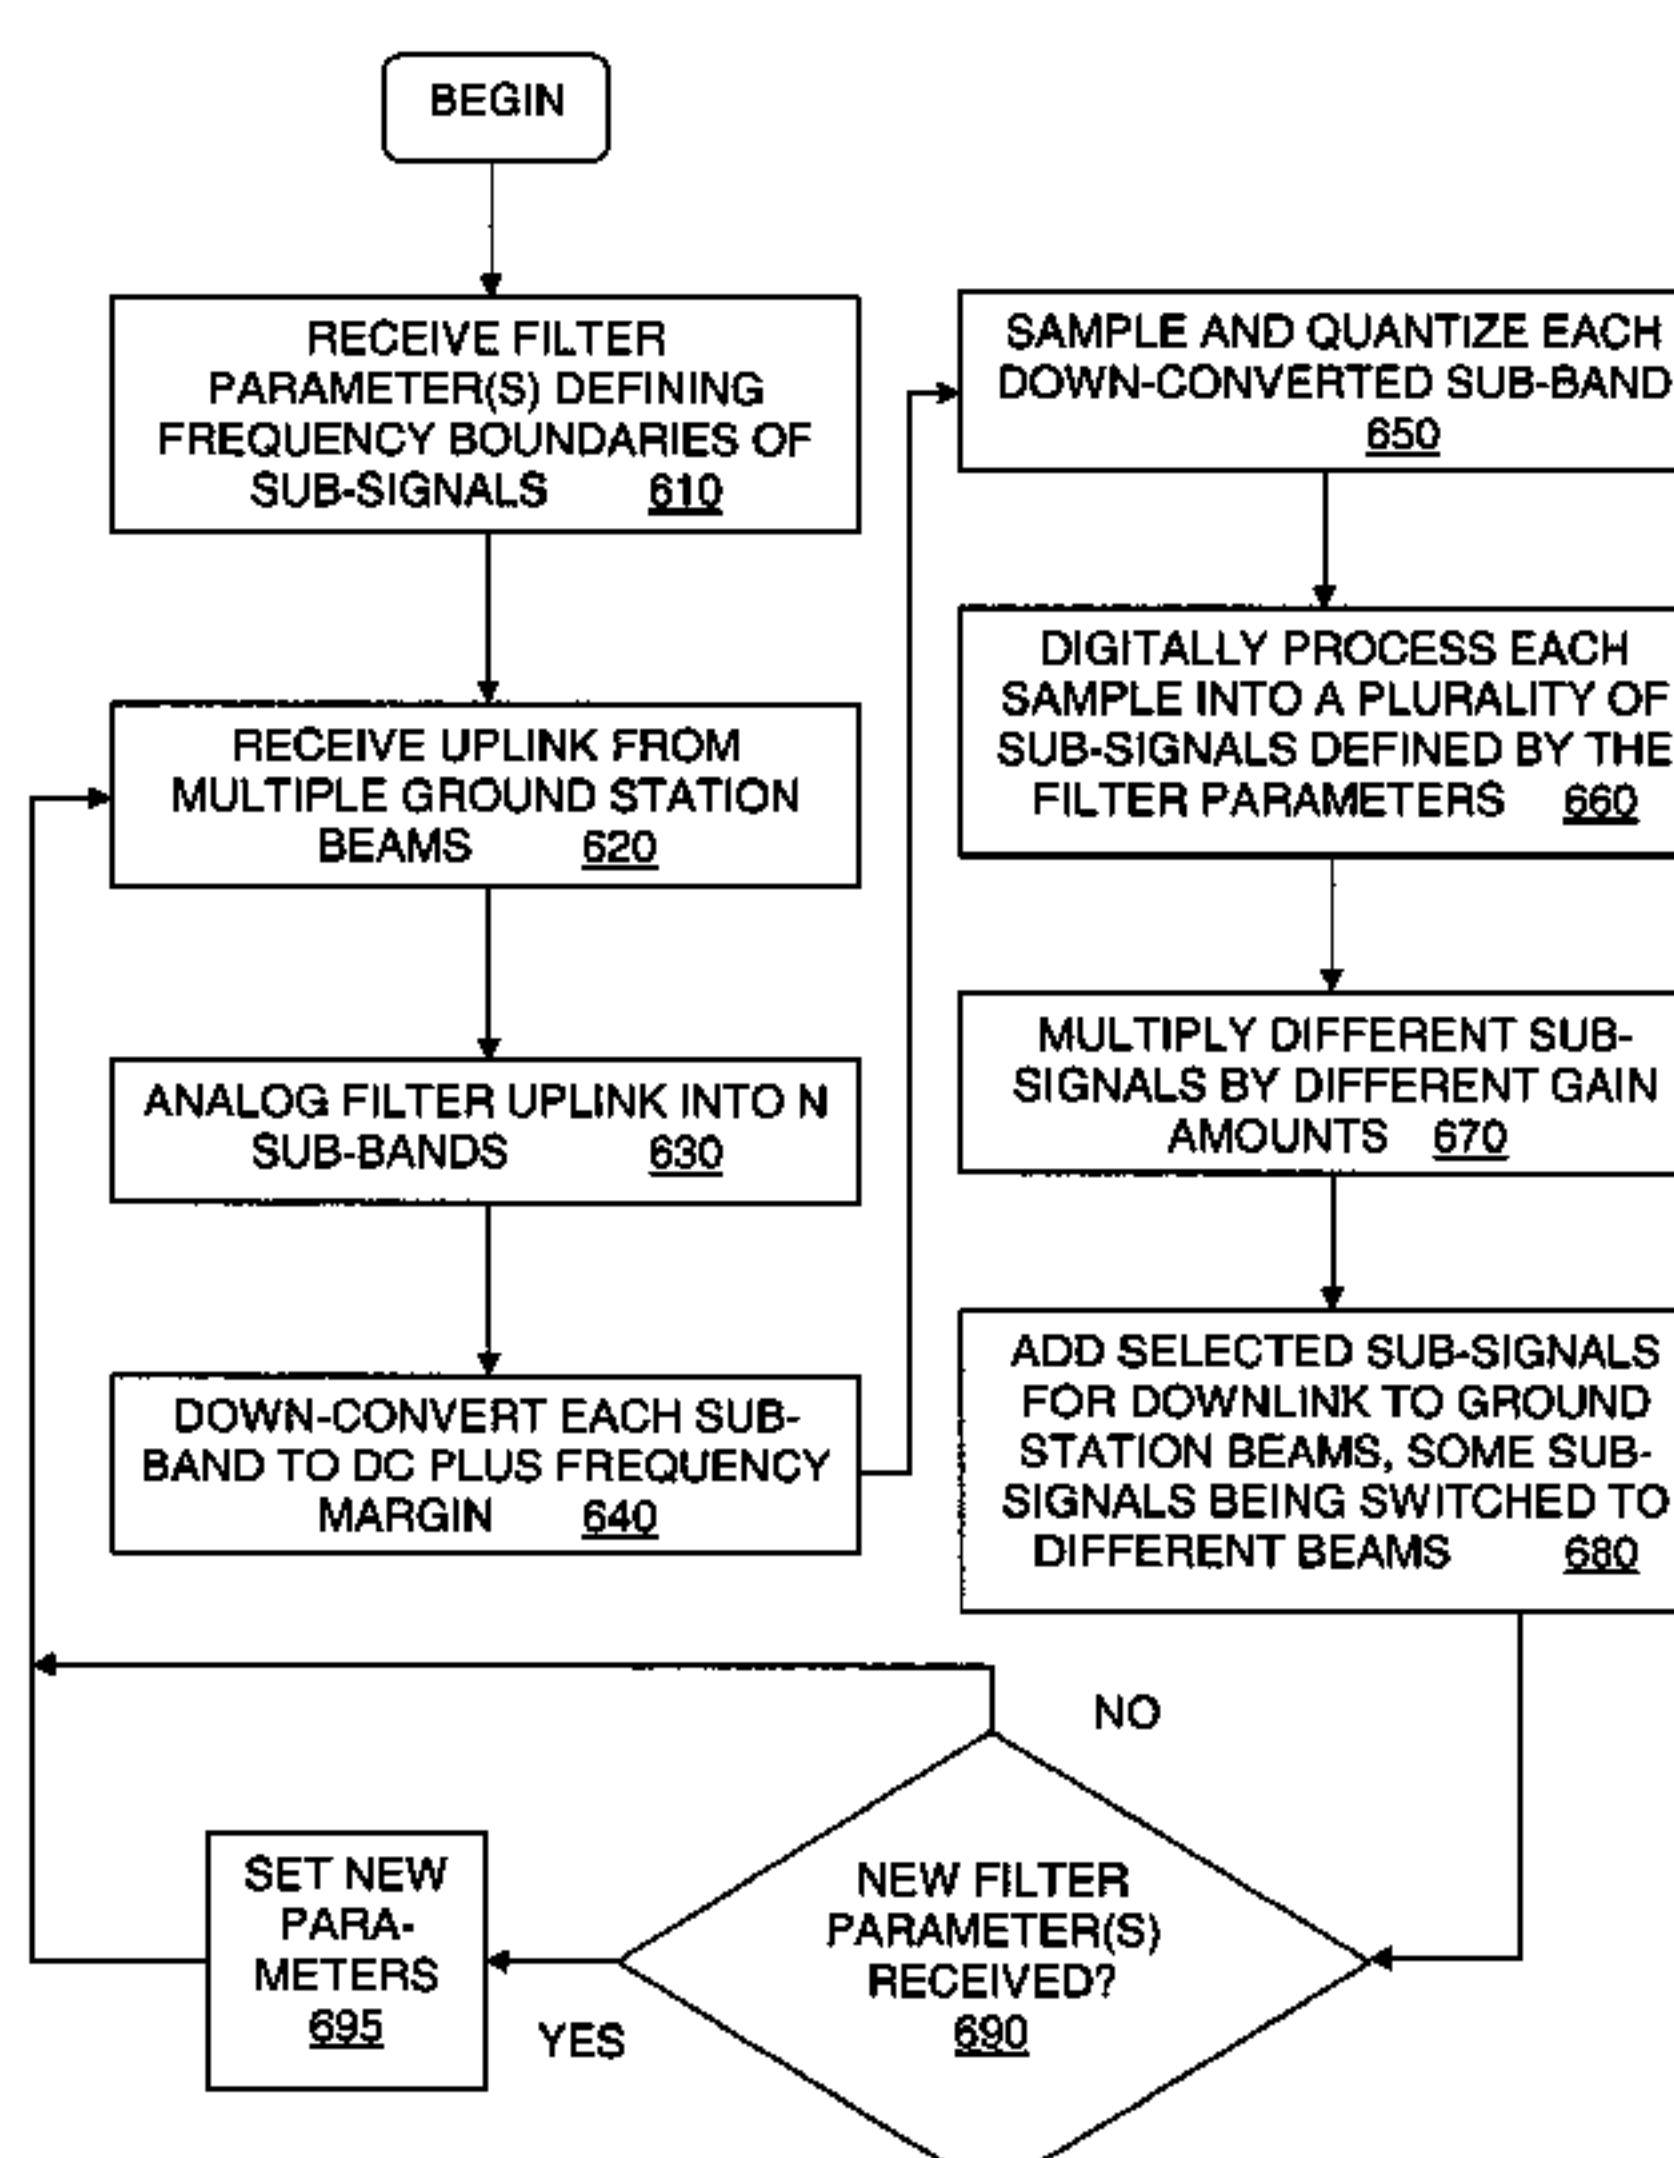 BEGIN
RECEIVE FILTER
PARAMETER(S) DEFINING
FREQUENCY BOUNDARIES OF
SUB-SIGNALS 610
RECEIVE UPLINK FROM
MULTIPLE GROUND STATION
BEAMS 620
ANALOG FILTER UPLINK INTO N
SUB-BANDS 630
DOWN-CONVERT EACH SUB-
BAND TO DC PLUS FREQUENCY
MARGIN 640
SAMPLE AND QUANTIZE EACH
DOWN-CONVERTED SUB-BAND
650
DIGITALLY PROCESS EACH
SAMPLE INTO A PLURALITY OF
SUB-SIGNALS DEFINED BY THE
FILTER PARAMETERS 660
MULTIPLY DIFFERENT SUB-
SIGNALS BY DIFFERENT GAIN
AMOUNTS 670
ADD SELECTED SUB-SIGNALS
FOR DOWNLINK TO GROUND
STATION BEAMS, SOME SUB-
SIGNALS BEING SWITCHED TO
DIFFERENT BEAMS 680
NO
NEW FILTER
PARAMETER(S)
RECEIVED?
690
YES
SET NEW
PARA-
METERS
695